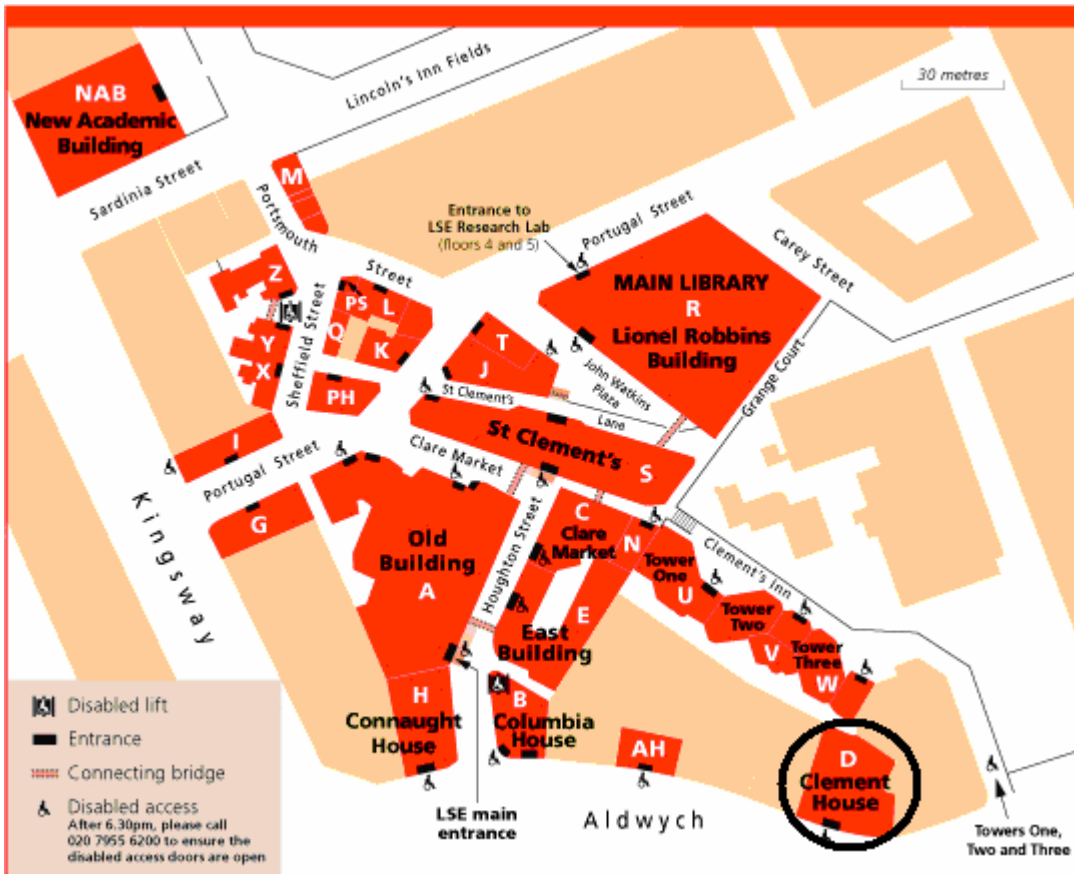 NAB
New Academic
Building
Lincoln's Inn Fields
30 metres
Sardinia Street
M
Portsmouth
Street
Entrance to
LSE Research Lab
(floors 4 and 5)
Portugal Street
Carey Street
MAIN LIBRARY
R
Lionel Robbins
Building
Z
PS
L
Q
K
Y
X
Sheffield Street
PH
T
J
John Watkins
Plaza
Grange Court
St Clement's
Lane
St Clement's
S
I
Portugal Street
G
Clare Market
Kingsway
Old
Building
A
Houghton Street
C
Clare
Market
N
E
East
Building
Tower
One
U
Clement's Inn
Tower
Two
V
Tower
Three
W
H
Connaught
House
B
Columbia
House
AH
D
Clement
House
LSE main
entrance
Aldwych
Towers One,
Two and Three
Disabled lift
Entrance
Connecting bridge
Disabled access
After 6.30pm, please call
020 7955 6200 to ensure the
disabled access doors are open